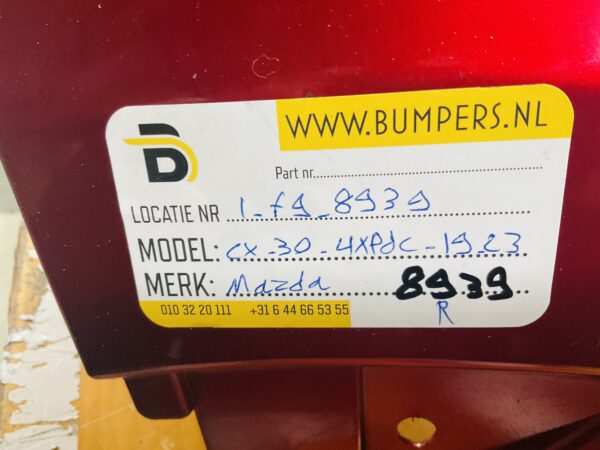 WWW.BUMPERS.NL
Part nr.
LOCATIE NR 1-f9-8939
MODEL: cx-30-4xPdc-19-23
MERK: Mazda 8939
R
010 32 20 111 +31 6 44 66 53 55